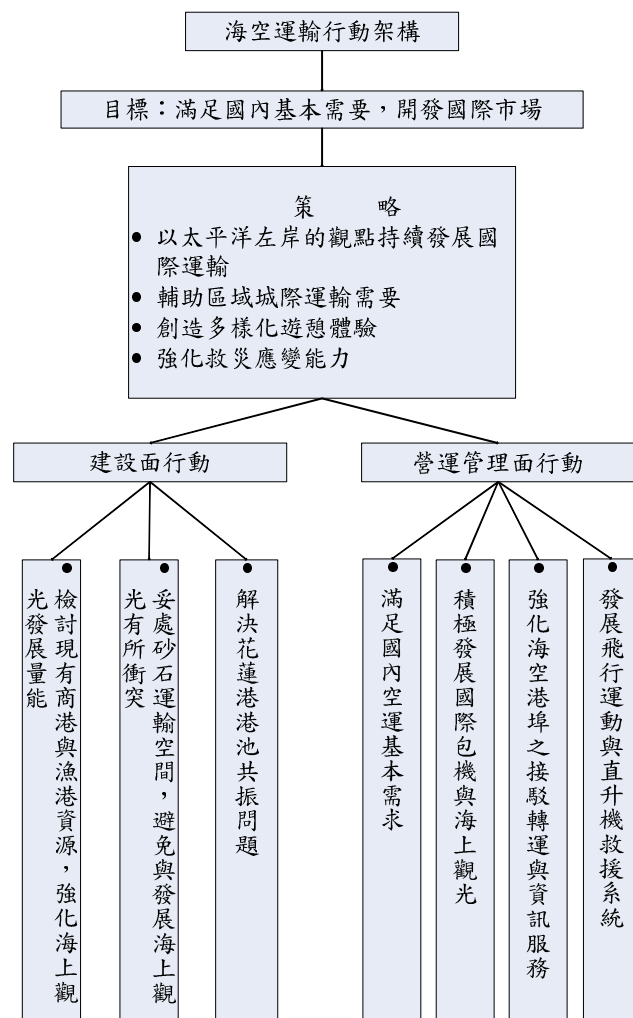 海空運輸行動架構
目標：滿足國內基本需要，開發國際市場
策　　略
● 以太平洋左岸的觀點持續發展國
際運輸
● 輔助區域城際運輸需要
● 創造多樣化遊憩體驗
● 強化救災應變能力
建設面行動
營運管理面行動
● 檢討現有商港與漁港資源，強化海上觀
光發展量能
● 妥處砂石運輸空間，避免與發展海上觀
光有所衝突
解決花蓮港港池共振問題
● 滿足國內空運基本需求
● 積極發展國際包機與海上觀光
● 強化海空港埠之接駁轉運與資訊服務
● 發展飛行運動與直升機救援系統